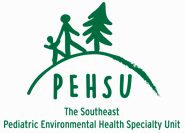 PEHSU
The Southeast
Pediatric Environmental Health Specialty Unit